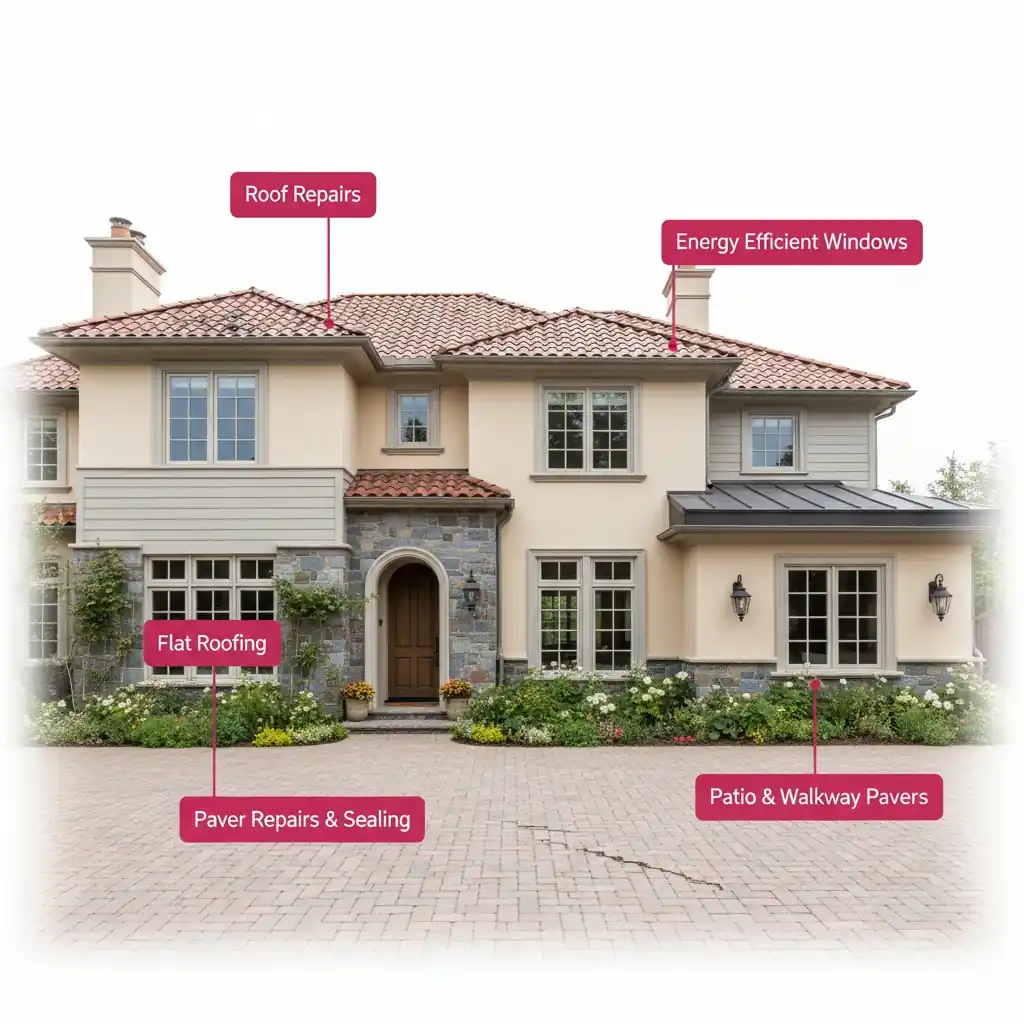 Roof Repairs
Energy Efficient Windows
Flat Roofing
Patio & Walkway Pavers
Paver Repairs & Sealing